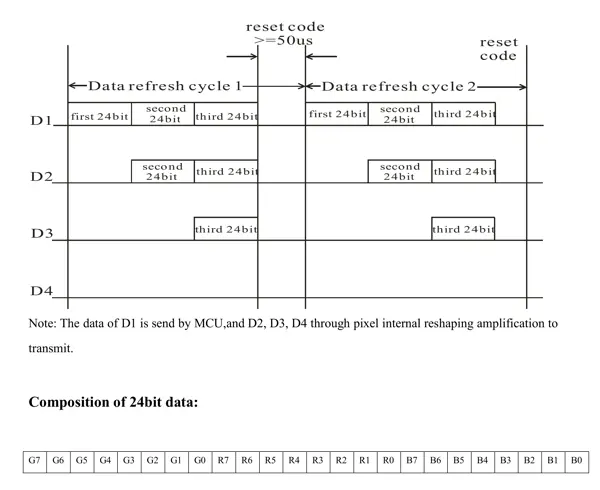 reset code
>=50us
reset
code
Data refresh cycle 1
Data refresh cycle 2
D1
first 24bit
second
24bit
third 24bit
first 24bit
second
24bit
third 24bit
D2
second
24bit
third 24bit
second
24bit
third 24bit
D3
third 24bit
third 24bit
D4
Note: The data of D1 is send by MCU,and D2, D3, D4 through pixel internal reshaping amplification to
transmit.
Composition of 24bit data:
G7 G6 G5 G4 G3 G2 G1 G0 R7 R6 R5 R4 R3 R2 R1 R0 B7 B6 B5 B4 B3 B2 B1 B0